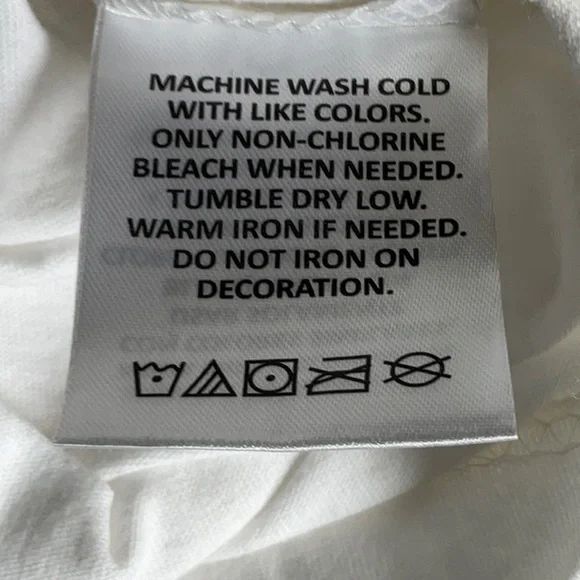 MACHINE WASH COLD
WITH LIKE COLORS.
ONLY NON-CHLORINE
BLEACH WHEN NEEDED.
TUMBLE DRY LOW.
WARM IRON IF NEEDED.
DO NOT IRON ON
DECORATION.